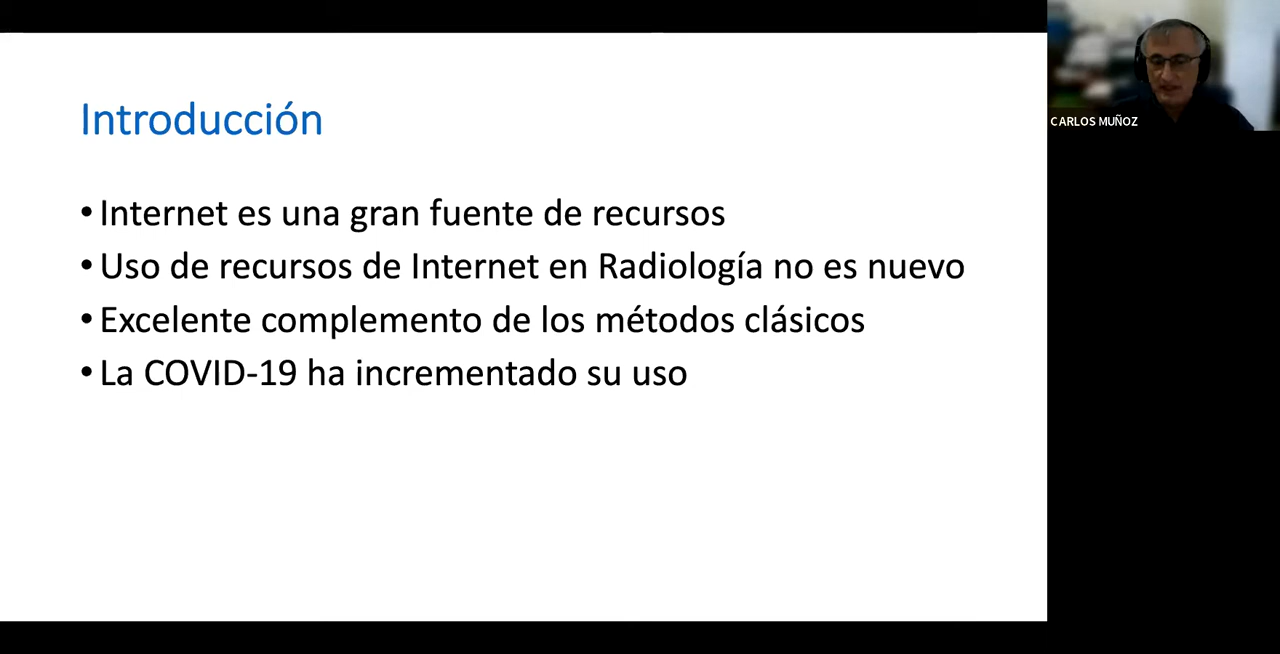 Introducción
• Internet es una gran fuente de recursos
• Uso de recursos de Internet en Radiología no es nuevo
• Excelente complemento de los métodos clásicos
• La COVID-19 ha incrementado su uso
CARLOS MUÑOZ